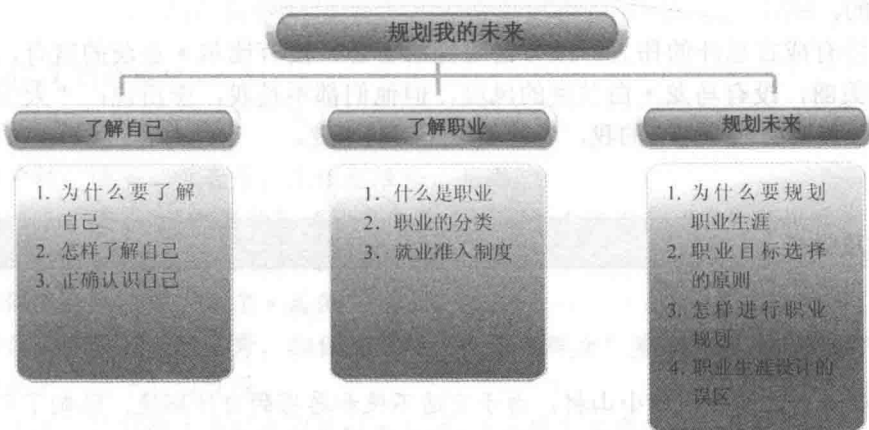 规划我的未来
了解自己
1. 为什么要了解
自己
2. 怎样了解自己
3. 正确认识自己
了解职业
1. 什么是职业
2. 职业的分类
3. 就业准入制度
规划未来
1. 为什么要规划
职业生涯
2. 职业目标选择
的原则
3. 怎样进行职业
规划
4. 职业生涯设计的
误区